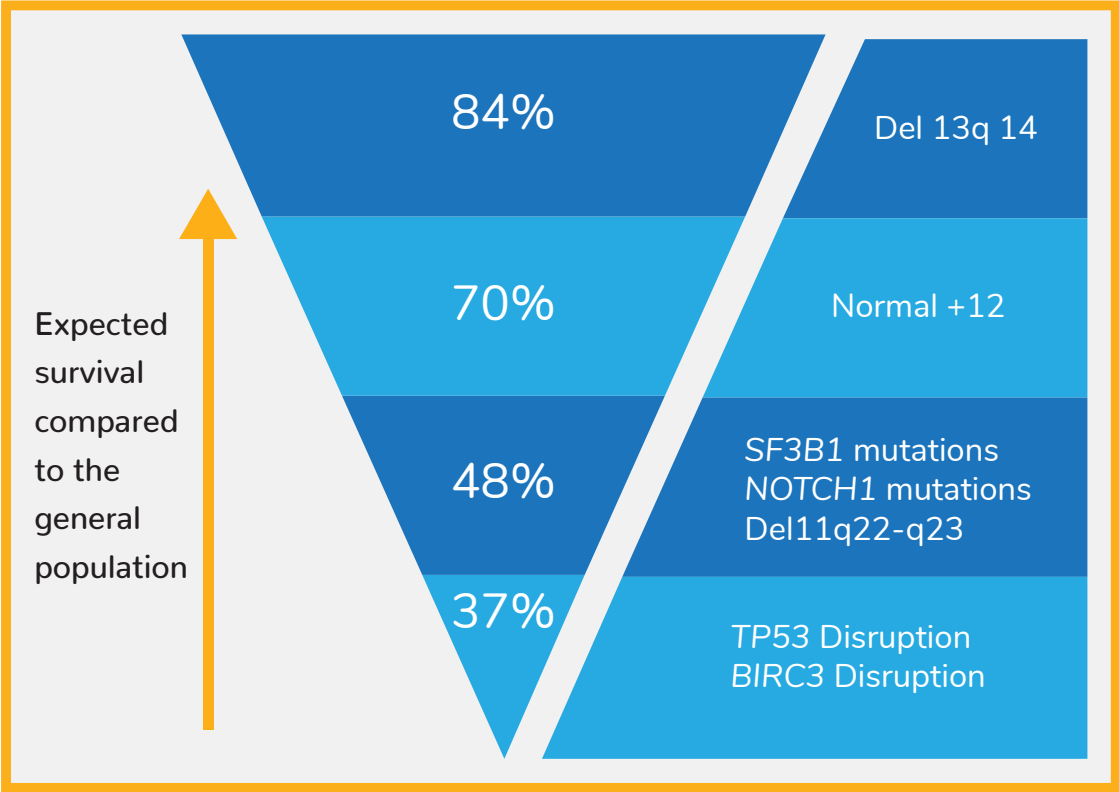 84%
Del 13q 14
70%
Normal +12
Expected
survival
compared
to the
general
population
48%
SF3B1 mutations
NOTCH1 mutations
Del11q22-q23
37%
TP53 Disruption
BIRC3 Disruption